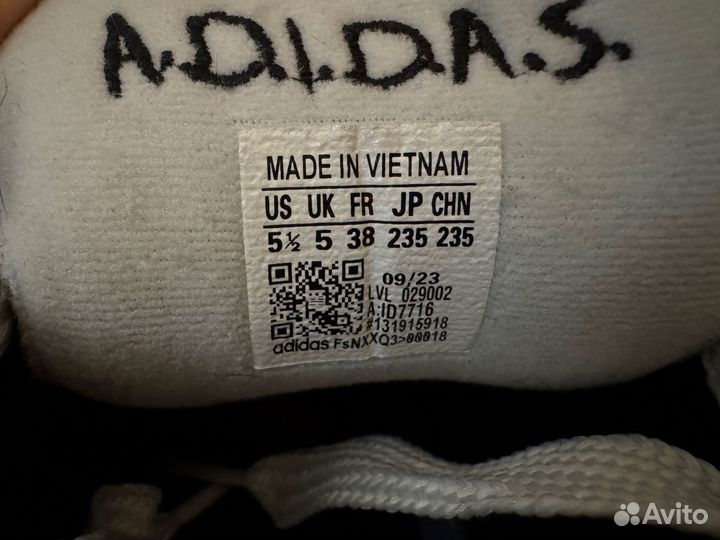 A.D.I.D.A.S.
MADE IN VIETNAM
US UK FR JP CHN
5½ 5 38 235 235
09/23
LVL 029002
A:ID7716
#131915918
adidas FsNXXQ3>00018
Avito